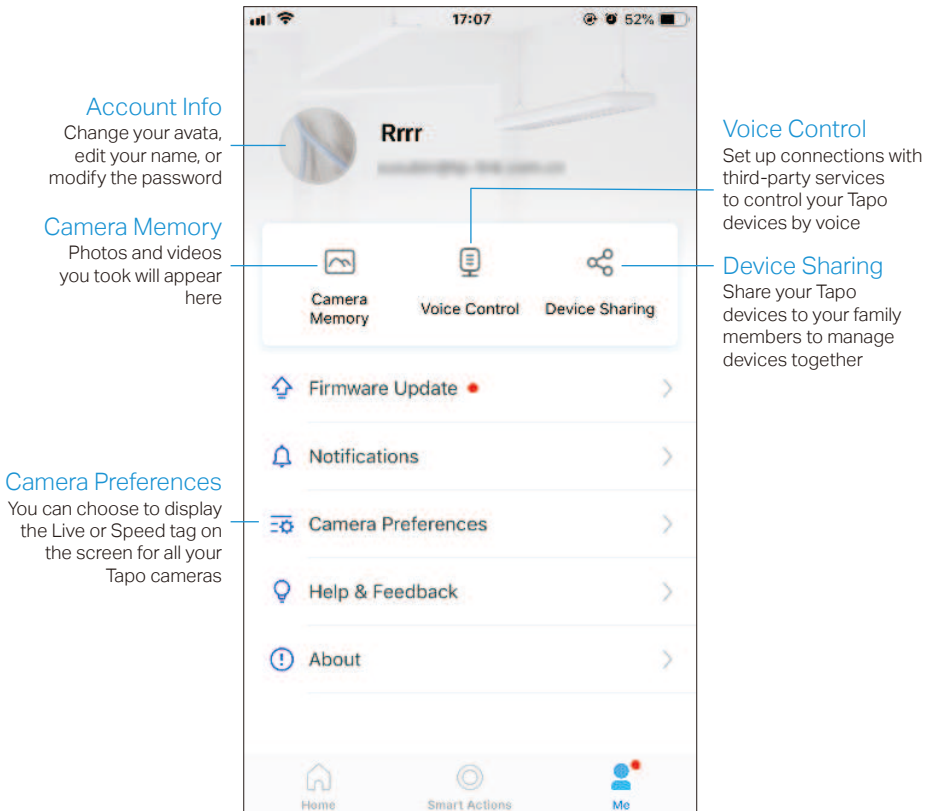 17:07
52%
Account Info
Change your avata,
edit your name, or
modify the password
Rrrr
Voice Control
Set up connections with
third-party services
to control your Tapo
devices by voice
Camera Memory
Photos and videos
you took will appear
here
Camera
Memory
Voice Control
Device Sharing
Device Sharing
Share your Tapo
devices to your family
members to manage
devices together
Firmware Update
Notifications
Camera Preferences
You can choose to display
the Live or Speed tag on
the screen for all your
Tapo cameras
Camera Preferences
Help & Feedback
About
Home
Smart Actions
Me